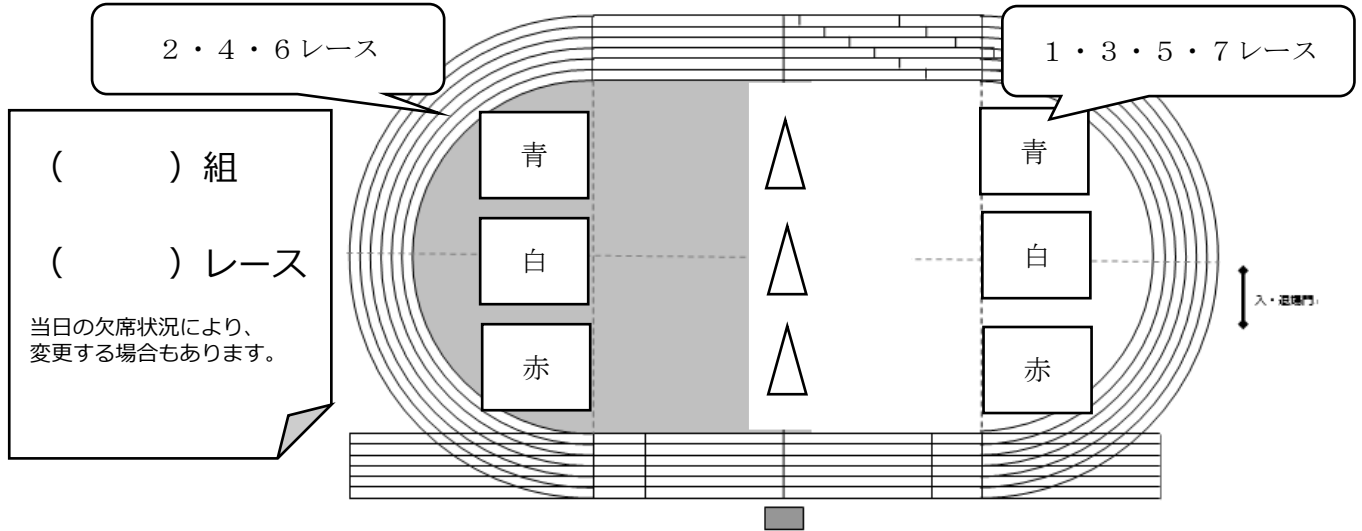 ２・４・６レース
１・３・５・７レース
（　　　）組
（　　　）レース
当日の欠席状況により、
変更する場合もあります。
青
白
赤
青
白
赤
入・退場門